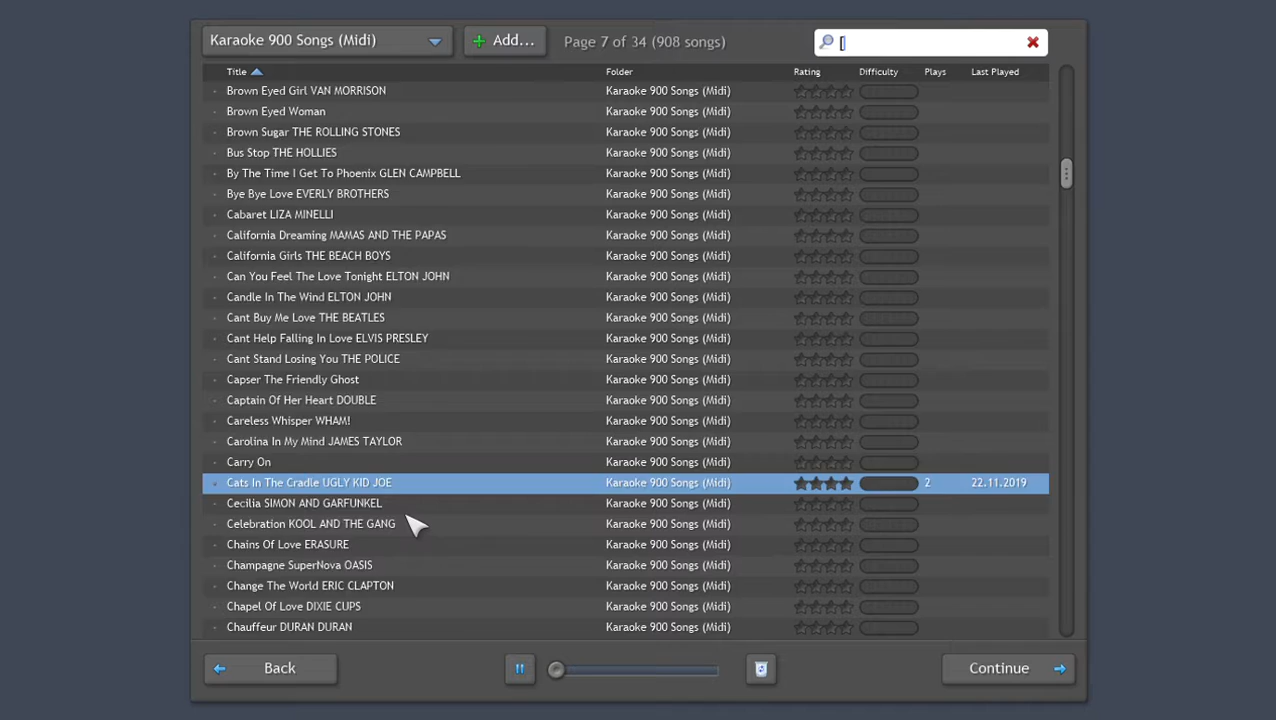 Karaoke 900 Songs (Midi) Add... Page 7 of 34 (908 songs) [
Title Folder Rating Difficulty Plays Last Played
Brown Eyed Girl VAN MORRISON Karaoke 900 Songs (Midi)
Brown Eyed Woman Karaoke 900 Songs (Midi)
Brown Sugar THE ROLLING STONES Karaoke 900 Songs (Midi)
Bus Stop THE HOLLIES Karaoke 900 Songs (Midi)
By The Time I Get To Phoenix GLEN CAMPBELL Karaoke 900 Songs (Midi)
Bye Bye Love EVERLY BROTHERS Karaoke 900 Songs (Midi)
Cabaret LIZA MINELLI Karaoke 900 Songs (Midi)
California Dreaming MAMAS AND THE PAPAS Karaoke 900 Songs (Midi)
California Girls THE BEACH BOYS Karaoke 900 Songs (Midi)
Can You Feel The Love Tonight ELTON JOHN Karaoke 900 Songs (Midi)
Candle In The Wind ELTON JOHN Karaoke 900 Songs (Midi)
Cant Buy Me Love THE BEATLES Karaoke 900 Songs (Midi)
Cant Help Falling In Love ELVIS PRESLEY Karaoke 900 Songs (Midi)
Cant Stand Losing You THE POLICE Karaoke 900 Songs (Midi)
Capser The Friendly Ghost Karaoke 900 Songs (Midi)
Captain Of Her Heart DOUBLE Karaoke 900 Songs (Midi)
Careless Whisper WHAM! Karaoke 900 Songs (Midi)
Carolina In My Mind JAMES TAYLOR Karaoke 900 Songs (Midi)
Carry On Karaoke 900 Songs (Midi)
Cats In The Cradle UGLY KID JOE Karaoke 900 Songs (Midi) 2 22.11.2019
Cecilia SIMON AND GARFUNKEL Karaoke 900 Songs (Midi)
Celebration KOOL AND THE GANG Karaoke 900 Songs (Midi)
Chains Of Love ERASURE Karaoke 900 Songs (Midi)
Champagne SuperNova OASIS Karaoke 900 Songs (Midi)
Change The World ERIC CLAPTON Karaoke 900 Songs (Midi)
Chapel Of Love DIXIE CUPS Karaoke 900 Songs (Midi)
Chauffeur DURAN DURAN Karaoke 900 Songs (Midi)
Back Continue